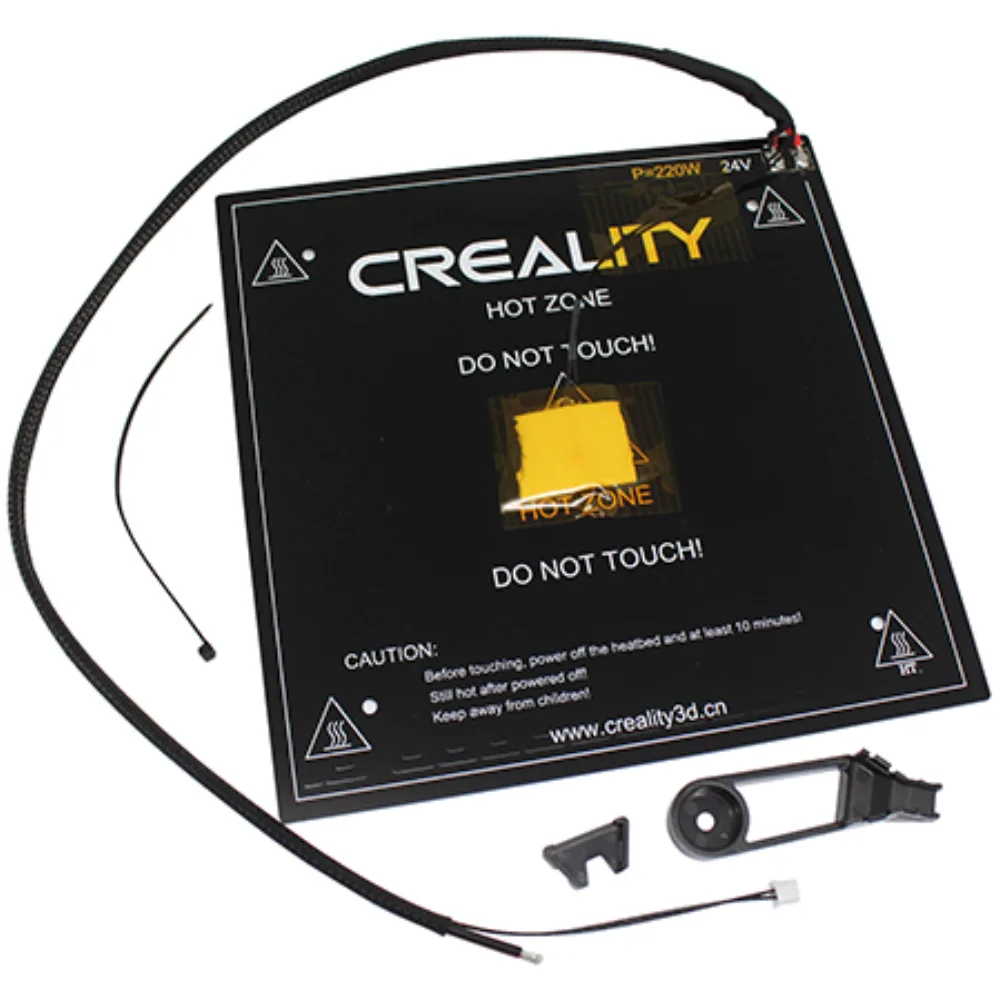 P=220W 24V
CREALITY
HOT ZONE
DO NOT TOUCH!
HOT ZONE
DO NOT TOUCH!
CAUTION:
Before touching, power off the heatbed and at least 10 minutes!
Still hot after powered off!
Keep away from children!
HT.
www.creality3d.cn